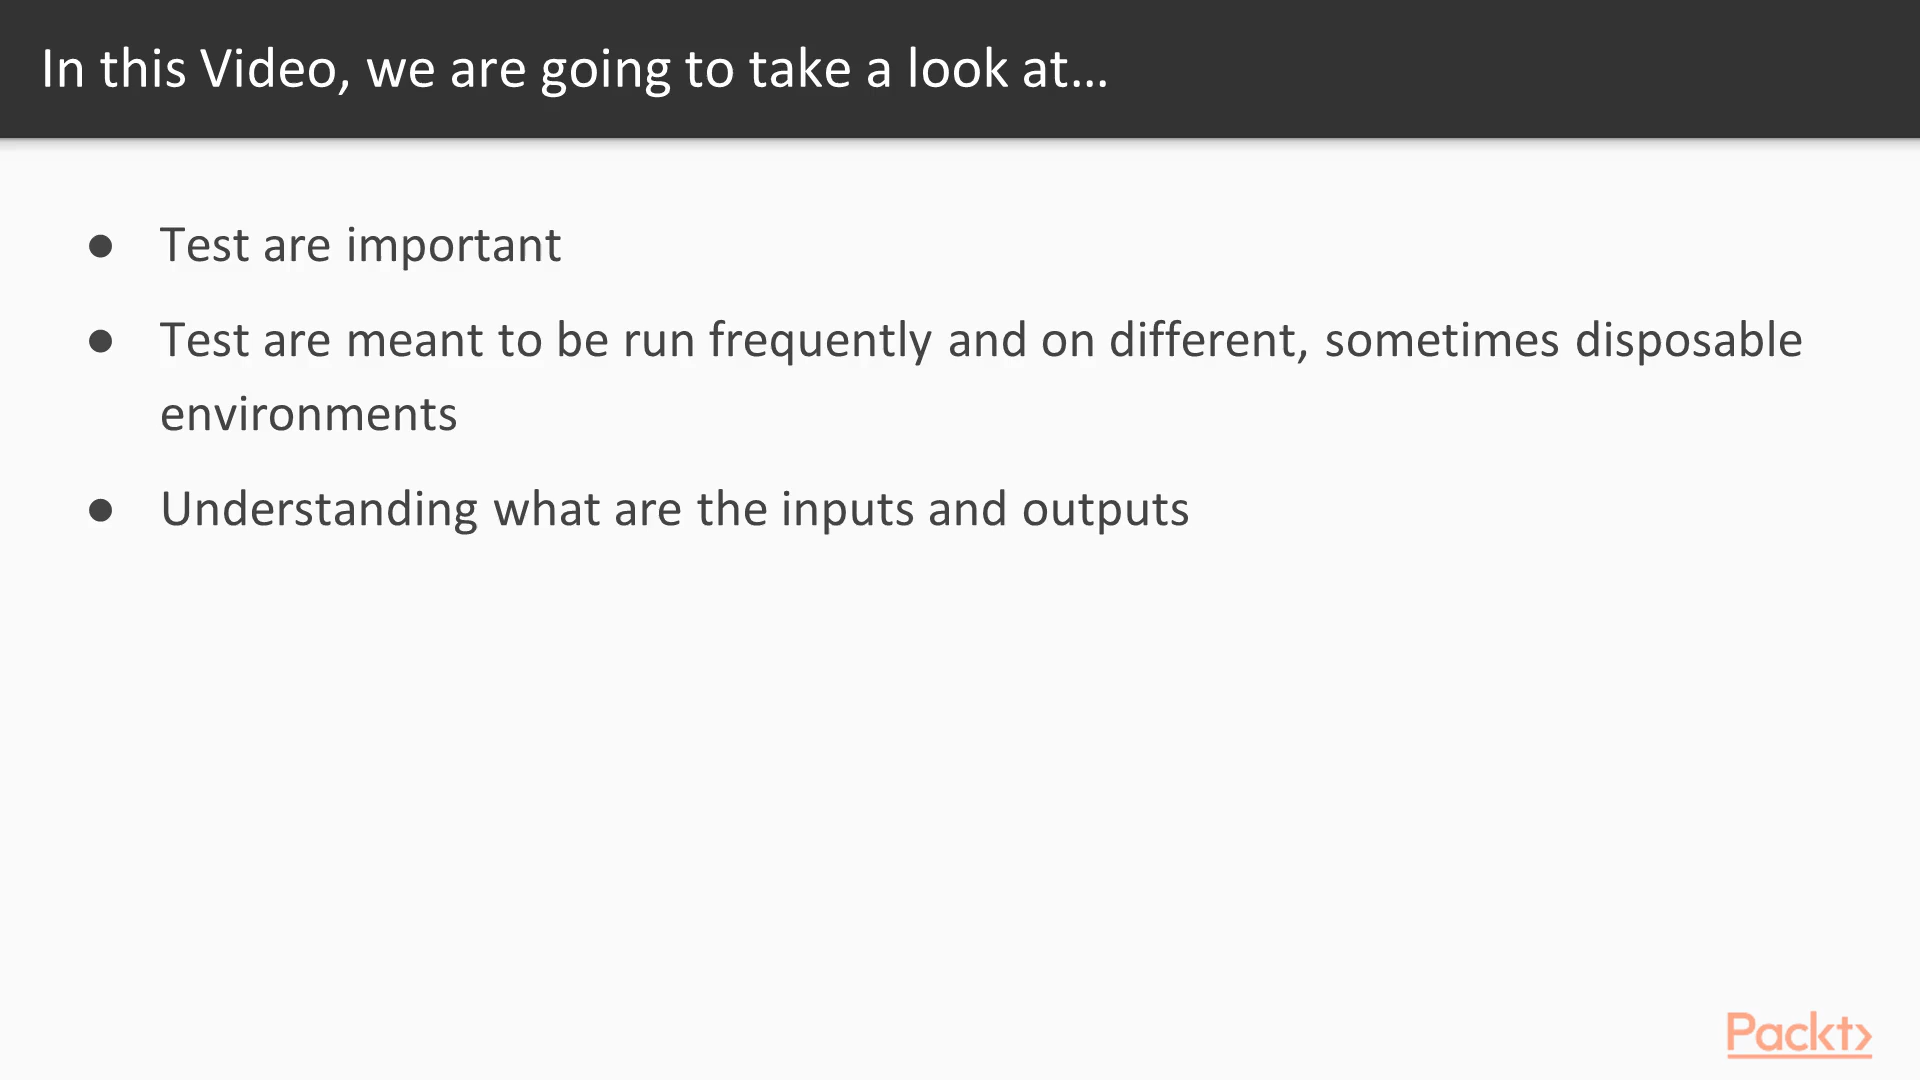 In this Video, we are going to take a look at...
● Test are important
● Test are meant to be run frequently and on different, sometimes disposable
environments
● Understanding what are the inputs and outputs
Packt>